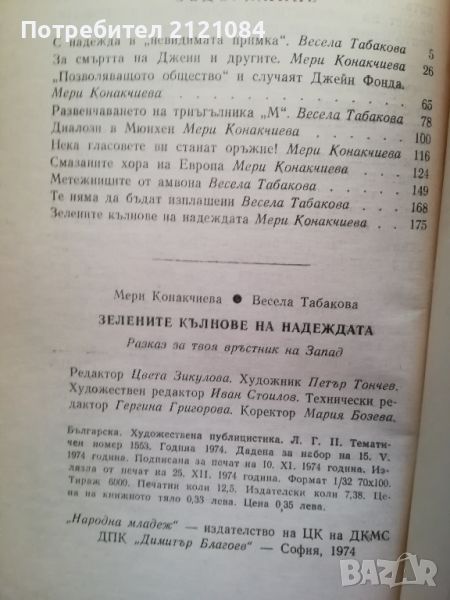 Потребител 2121084
С надежда в „невидимата примка“. Весела Табакова 5
За смъртта на Джени и другите. Мери Конакчиева 26
„Позволяващото общество“ и случаят Джейн Фонда.
Мери Конакчиева . . . . . . . . . . 65
Развенчаването на триъгълника „М“. Весела Табакова 78
Диалози в Мюнхен Мери Конакчиева . . . . 100
Нека гласовете ви станат оръжие! Мери Конакчиева 116
Смазаните хора на Европа Мери Конакчиева . . 124
Метежниците от амвона Весела Табакова . . . . 149
Те няма да бъдат изплашени Весела Табакова . . 168
Зелените кълнове на надеждата Мери Конакчиева . . 175
Мери Конакчиева ● Весела Табакова
ЗЕЛЕНИТЕ КЪЛНОВЕ НА НАДЕЖДАТА
Разказ за твоя връстник на Запад
Редактор Цвета Зикулова. Художник Петър Тончев.
Художествен редактор Иван Стоилов. Технически ре-
дактор Гергина Григорова. Коректор Мария Бозева.
Българска. Художествена публицистика. Л. Г. II. Темати-
чен номер 1553. Година 1974. Дадена за набор на 15. V.
1974 година. Подписана за печат на 10. XI. 1974 година. Из-
лязла от печат на 25. XII. 1974 година. Формат 1/32 70х100.
Тираж 6000. Печатни коли 12,5. Издателски коли 7,38. Це-
на на книжното тяло 0,33 лева. Цена 0,35 лева.
„Народна младеж“ — издателство на ЦК на ДКМС
ДПК „Димитър Благоев“ — София, 1974
bazar